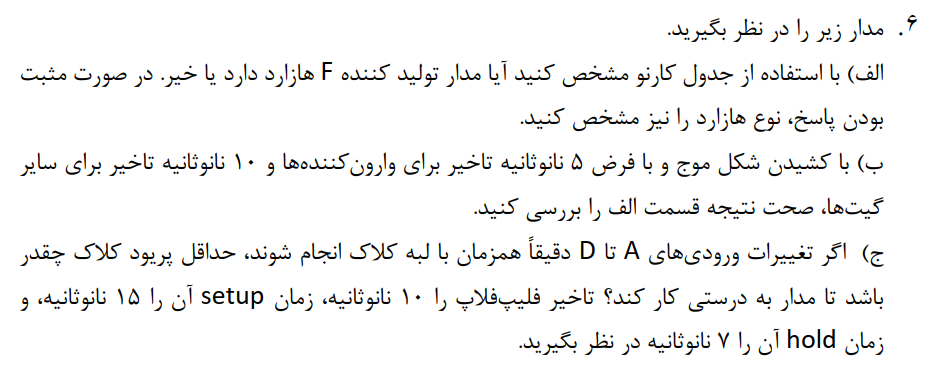 ۶. مدار زیر را در نظر بگیرید.
الف) با استفاده از جدول کارنو مشخص کنید آیا مدار تولید کننده F هازارد دارد یا خیر. در صورت مثبت
بودن پاسخ، نوع هازارد را نیز مشخص کنید.
ب) با کشیدن شکل موج و با فرض ۵ نانوثانیه تاخیر برای وارون‌کننده‌ها و ۱۰ نانوثانیه تاخیر برای سایر
گیت‌ها، صحت نتیجه قسمت الف را بررسی کنید.
ج) اگر تغییرات ورودی‌های A تا D دقیقاً همزمان با لبه کلاک انجام شوند، حداقل پریود کلاک چقدر
باشد تا مدار به درستی کار کند؟ تاخیر فلیپ‌فلاپ را ۱۰ نانوثانیه، زمان setup آن را ۱۵ نانوثانیه، و
زمان hold آن را ۷ نانوثانیه در نظر بگیرید.